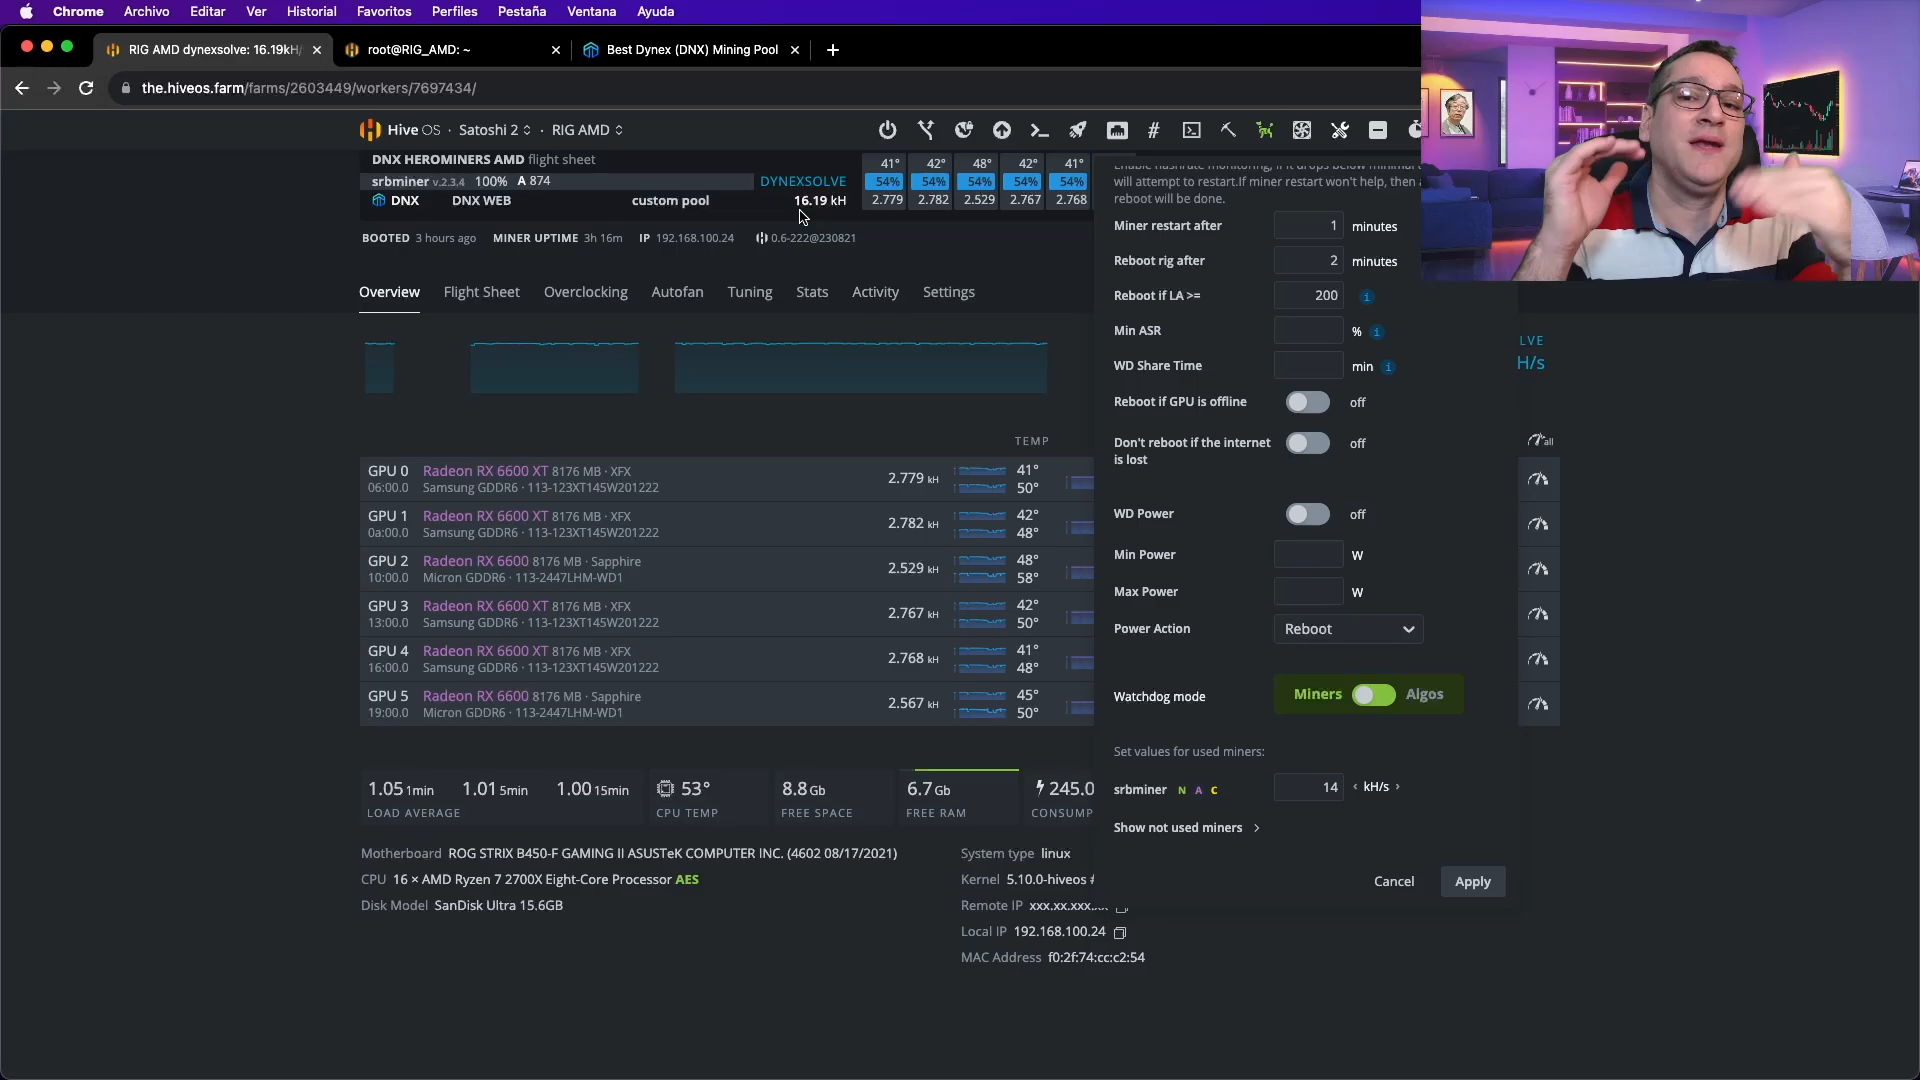 Chrome Archivo Editar Ver Historial Favoritos Perfiles Pestaña Ventana Ayuda
RIG AMD dynexsolve: 16.19kH/ root@RIG_AMD: ~ Best Dynex (DNX) Mining Pool
the.hiveos.farm/farms/2603449/workers/7697434/
Hive OS · Satoshi 2 · RIG AMD
DNX HEROMINERS AMD flight sheet
srbminer v.2.3.4 100% A 874 DYNEXSOLVE
DNX DNX WEB custom pool 16.19 kH
41° 42° 48° 42° 41°
54% 54% 54% 54% 54%
2.779 2.782 2.529 2.767 2.768
BOOTED 3 hours ago MINER UPTIME 3h 16m IP 192.168.100.24 0.6-222@230821
Overview Flight Sheet Overclocking Autofan Tuning Stats Activity Settings
LVE
H/s
TEMP
all
GPU 0 Radeon RX 6600 XT 8176 MB · XFX 2.779 kH 41°
06:00.0 Samsung GDDR6 · 113-123XT145W201222 50°
GPU 1 Radeon RX 6600 XT 8176 MB · XFX 2.782 kH 42°
0a:00.0 Samsung GDDR6 · 113-123XT145W201222 48°
GPU 2 Radeon RX 6600 8176 MB · Sapphire 2.529 kH 48°
10:00.0 Micron GDDR6 · 113-2447LHM-WD1 58°
GPU 3 Radeon RX 6600 XT 8176 MB · XFX 2.767 kH 42°
13:00.0 Samsung GDDR6 · 113-123XT145W201222 50°
GPU 4 Radeon RX 6600 XT 8176 MB · XFX 2.768 kH 41°
16:00.0 Samsung GDDR6 · 113-123XT145W201222 48°
GPU 5 Radeon RX 6600 8176 MB · Sapphire 2.567 kH 45°
19:00.0 Micron GDDR6 · 113-2447LHM-WD1 50°
1.05 1min 1.01 5min 1.00 15min 53° 8.8 Gb 6.7 Gb 245.0
LOAD AVERAGE CPU TEMP FREE SPACE FREE RAM CONSUMP
Motherboard ROG STRIX B450-F GAMING II ASUSTeK COMPUTER INC. (4602 08/17/2021)
CPU 16 × AMD Ryzen 7 2700X Eight-Core Processor AES
Disk Model SanDisk Ultra 15.6GB
System type linux
Kernel 5.10.0-hiveos #
Remote IP xxx.xx.xxx.xx
Local IP 192.168.100.24
MAC Address f0:2f:74:cc:c2:54
Enable hashrate monitoring, if it drops below minimal
will attempt to restart.If miner restart won't help, then a
reboot will be done.
Miner restart after 1 minutes
Reboot rig after 2 minutes
Reboot if LA >= 200 i
Min ASR % i
WD Share Time min i
Reboot if GPU is offline off
Don't reboot if the internet off
is lost
WD Power off
Min Power W
Max Power W
Power Action Reboot
Watchdog mode Miners Algos
Set values for used miners:
srbminer N A C 14 ‹ kH/s ›
Show not used miners >
Cancel Apply